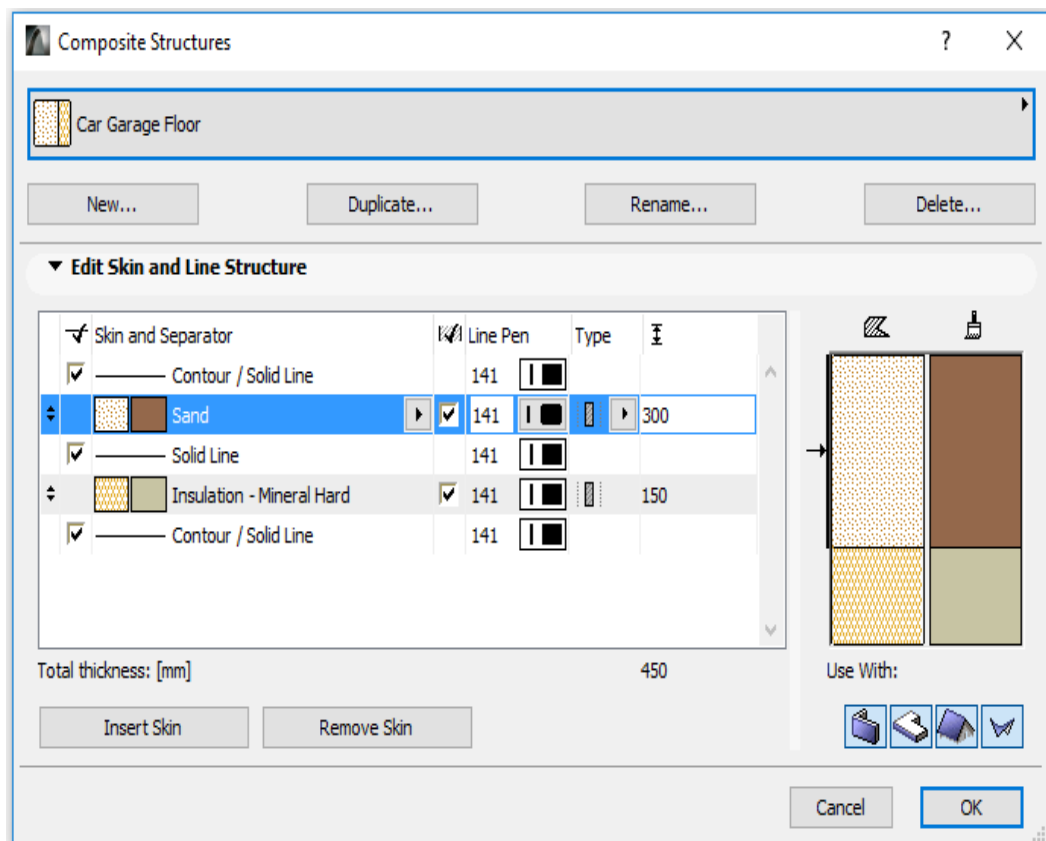 Composite Structures ?
Car Garage Floor
New... Duplicate... Rename... Delete...
Edit Skin and Line Structure
Skin and Separator Line Pen Type
Contour / Solid Line 141
Sand 141 300
Solid Line 141
Insulation - Mineral Hard 141 150
Contour / Solid Line 141
Total thickness: [mm] 450 Use With:
Insert Skin Remove Skin
Cancel OK